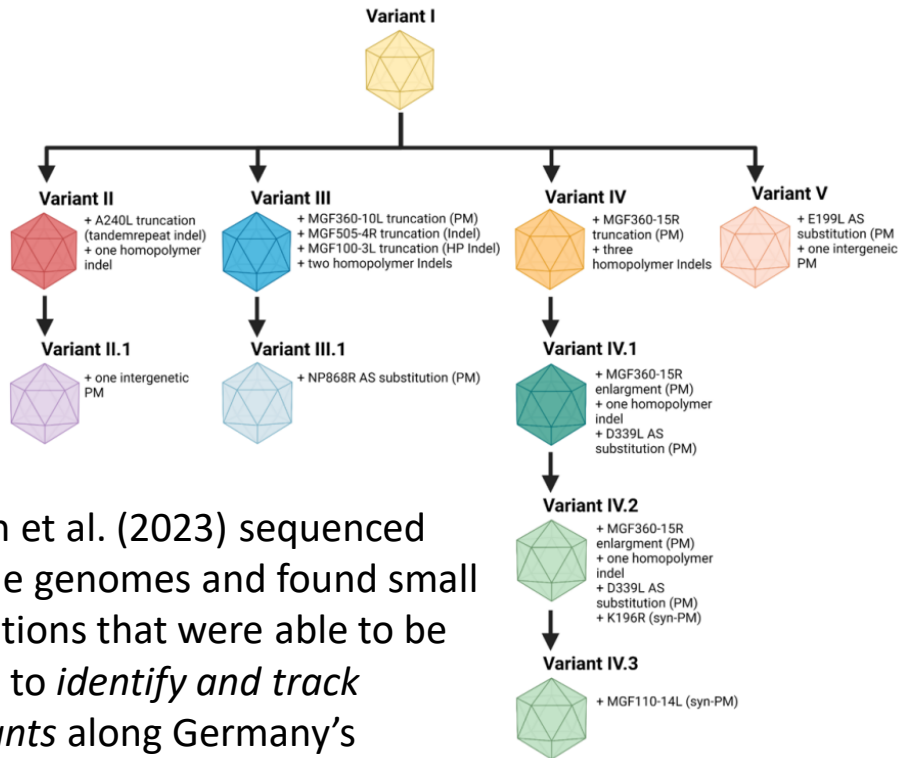 Variant I
Variant II
+ A240L truncation
(tandemrepeat indel)
+ one homopolymer
indel
Variant III
+ MGF360-10L truncation (PM)
+ MGF505-4R truncation (Indel)
+ MGF100-3L truncation (HP Indel)
+ two homopolymer Indels
Variant IV
+ MGF360-15R
truncation (PM)
+ three
homopolymer Indels
Variant V
+ E199L AS
substitution (PM
+ one intergeneic
PM
Variant II.1
+ one intergenetic
PM
Variant III.1
+ NP868R AS substitution (PM)
Variant IV.1
+ MGF360-15R
enlargment (PM)
+ one homopolymer
indel
+ D339L AS
substitution (PM)
Variant IV.2
+ MGF360-15R
enlargment (PM)
+ one homopolymer
indel
+ D339L AS
substitution (PM)
+ K196R (syn-PM)
Variant IV.3
+ MGF110-14L (syn-PM)
et al. (2023) sequenced
genomes and found small
that were able to be
to identify and track
along Germany's